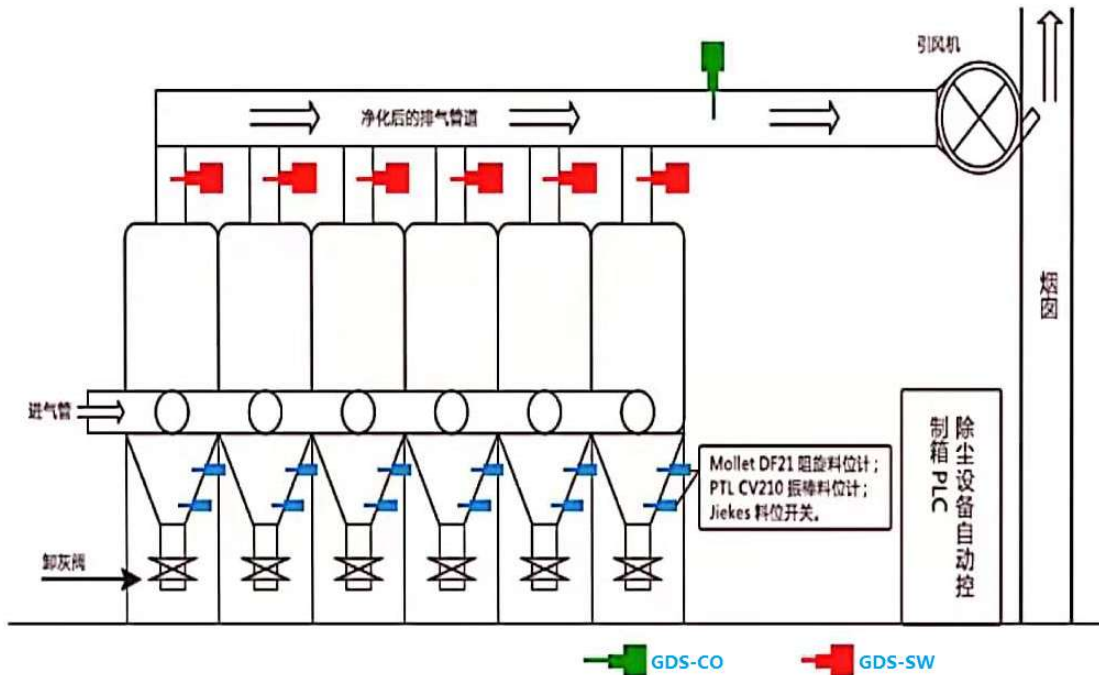 引风机
净化后的排气管道
烟囱
进气管
Mollet DF21 阻旋料位计；
PTL CV210 振棒料位计；
Jiekes 料位开关。
除尘设备自动控
制箱 PLC
卸灰阀
GDS-CO
GDS-SW